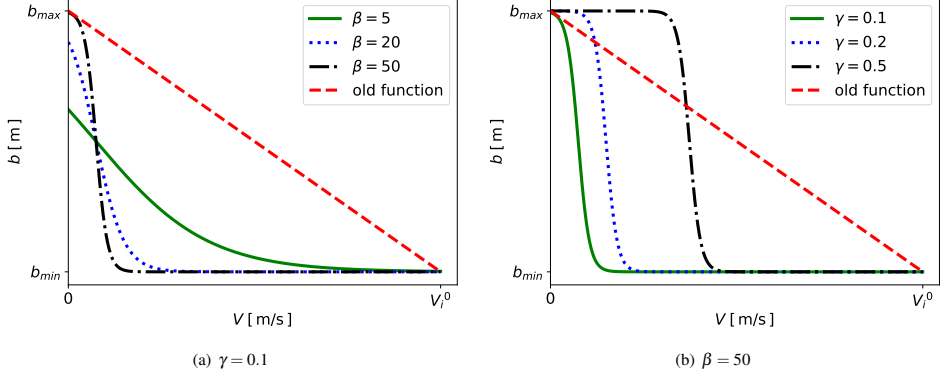 b_max
β = 5
β = 20
β = 50
old function
b [ m ]
b_min
0
V_i^0
V [ m/s ]
(a) γ = 0.1
b_max
γ = 0.1
γ = 0.2
γ = 0.5
old function
b [ m ]
b_min
0
V_i^0
V [ m/s ]
(b) β = 50